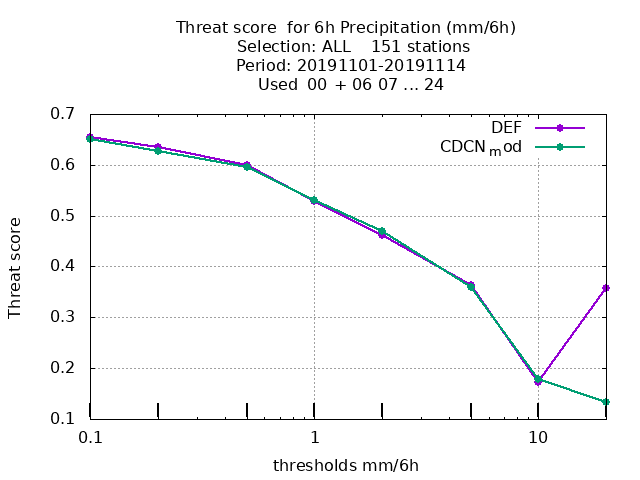 Threat score  for 6h Precipitation (mm/6h)
Selection: ALL    151 stations
Period: 20191101-20191114
Used  00  + 06 07 ... 24
DEF
CDCNmod
0.7
0.6
0.5
0.4
0.3
0.2
0.1
Threat score
0.1 1 10
thresholds mm/6h